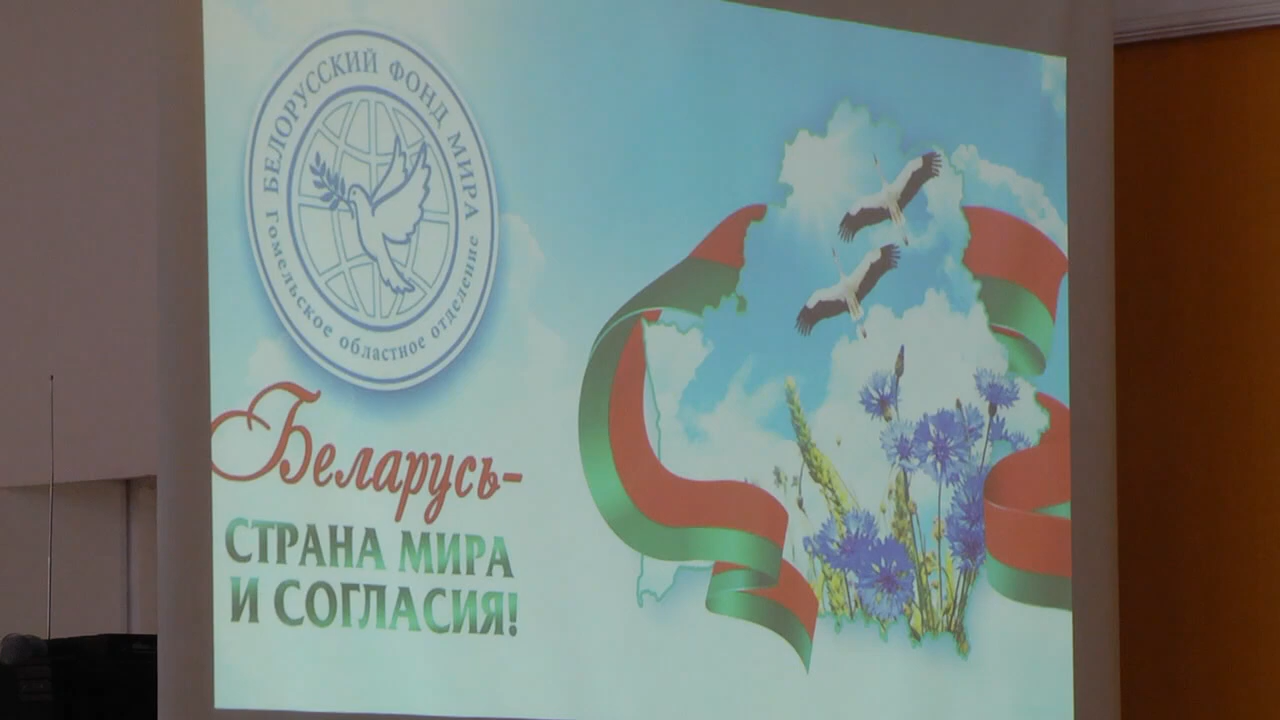 БЕЛОРУССКИЙ ФОНД МИРА
ГОМЕЛЬСКОЕ ОБЛАСТНОЕ ОТДЕЛЕНИЕ
Беларусь-
СТРАНА МИРА
И СОГЛАСИЯ!